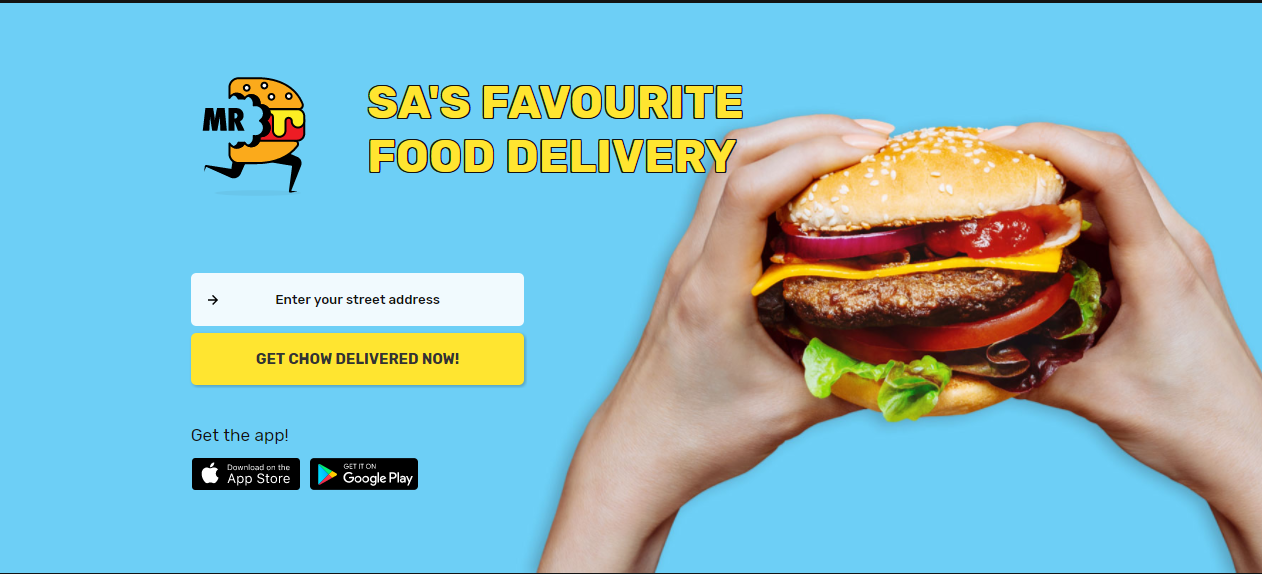 MR
SA'S FAVOURITE
FOOD DELIVERY
Enter your street address
GET CHOW DELIVERED NOW!
Get the app!
Download on the
App Store
GET IT ON
Google Play